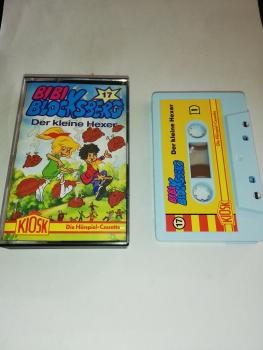 BIBI
BLOCKSBERG
17
Der kleine Hexer
KIOSK
Die Hörspiel-Cassette
Der kleine Hexer
1
BIBI
BLOCKSBERG
17
KIOSK